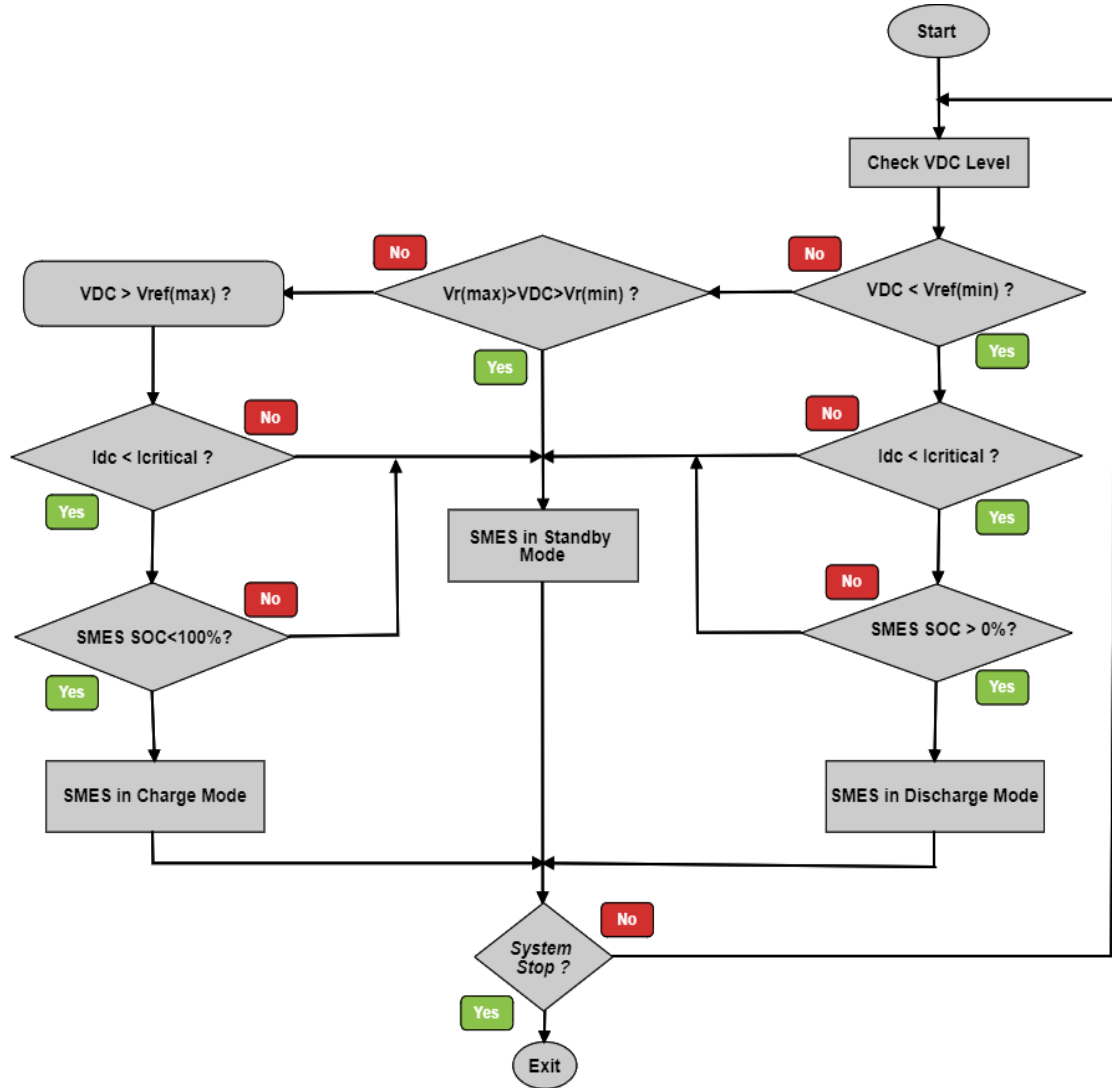 Start
Check VDC Level
No
No
VDC > Vref(max) ?
Vr(max)>VDC>Vr(min) ?
VDC < Vref(min) ?
Yes
Yes
No
No
Idc < Icritical ?
Idc < Icritical ?
Yes
Yes
SMES in Standby
Mode
No
No
SMES SOC<100%?
SMES SOC > 0%?
Yes
Yes
SMES in Charge Mode
SMES in Discharge Mode
No
System
Stop ?
Yes
Exit